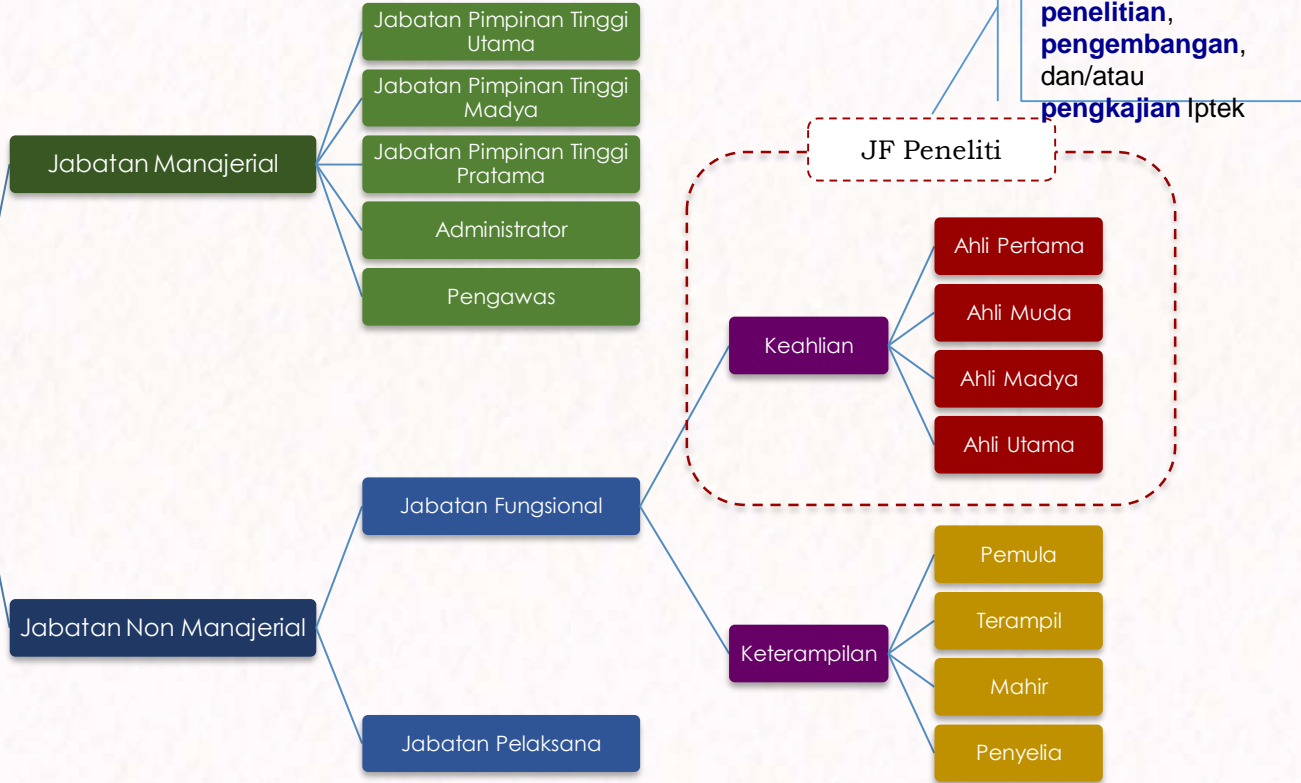 penelitian,
pengembangan,
dan/atau
pengkajian Iptek
Jabatan Manajerial
Jabatan Pimpinan Tinggi
Utama
Jabatan Pimpinan Tinggi
Madya
Jabatan Pimpinan Tinggi
Pratama
Administrator
Pengawas
Jabatan Non Manajerial
Jabatan Fungsional
Jabatan Pelaksana
JF Peneliti
Keahlian
Ahli Pertama
Ahli Muda
Ahli Madya
Ahli Utama
Keterampilan
Pemula
Terampil
Mahir
Penyelia